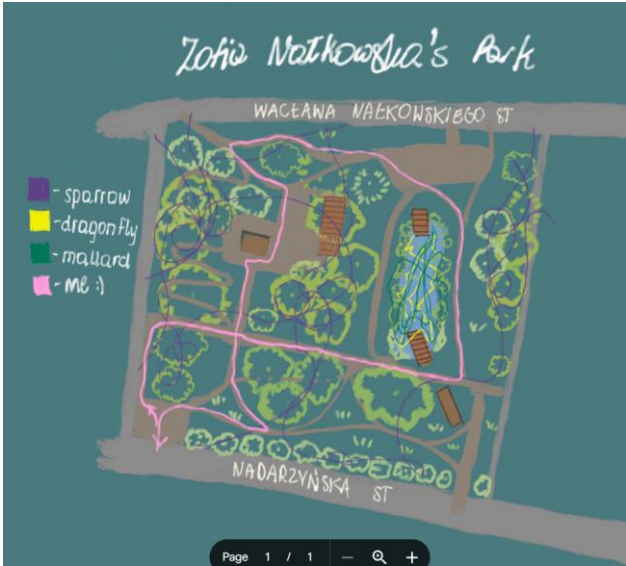 Zofia Nałkowska's Park
WACŁAWA NAŁKOWSKIEGO ST
- sparrow
- dragonfly
- mallard
- me :)
NADARZYŃSKA ST
Page 1 / 1